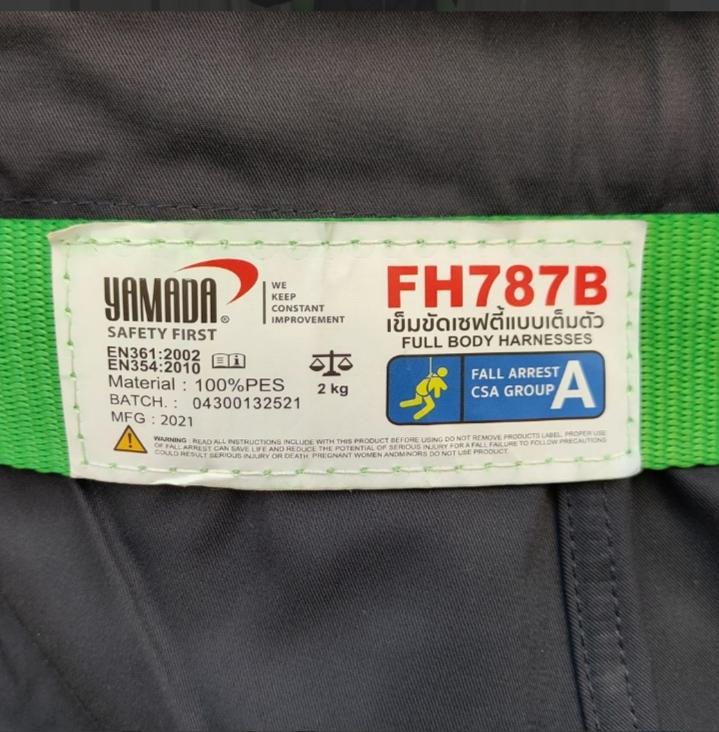 YAMADA®
SAFETY FIRST
WE
KEEP
CONSTANT
IMPROVEMENT
EN361:2002
EN354:2010
Material : 100%PES
BATCH. : 04300132521
MFG : 2021
2 kg
FH787B
เข็มขัดเซฟตี้แบบเต็มตัว
FULL BODY HARNESSES
FALL ARREST
CSA GROUP
A
WARNING : READ ALL INSTRUCTIONS INCLUDE WITH THIS PRODUCT BEFORE USING DO NOT REMOVE PRODUCTS LABEL. PROPER USE
OF FALL ARREST CAN SAVE LIFE AND REDUCE THE POTENTIAL OF SERIOUS INJURY FOR A FALL FAILURE TO FOLLOW PRECAUTIONS
COULD RESULT SERIOUS INJURY OR DEATH. PREGNANT WOMEN ANDMINORS DO NOT USE PRODUCT.